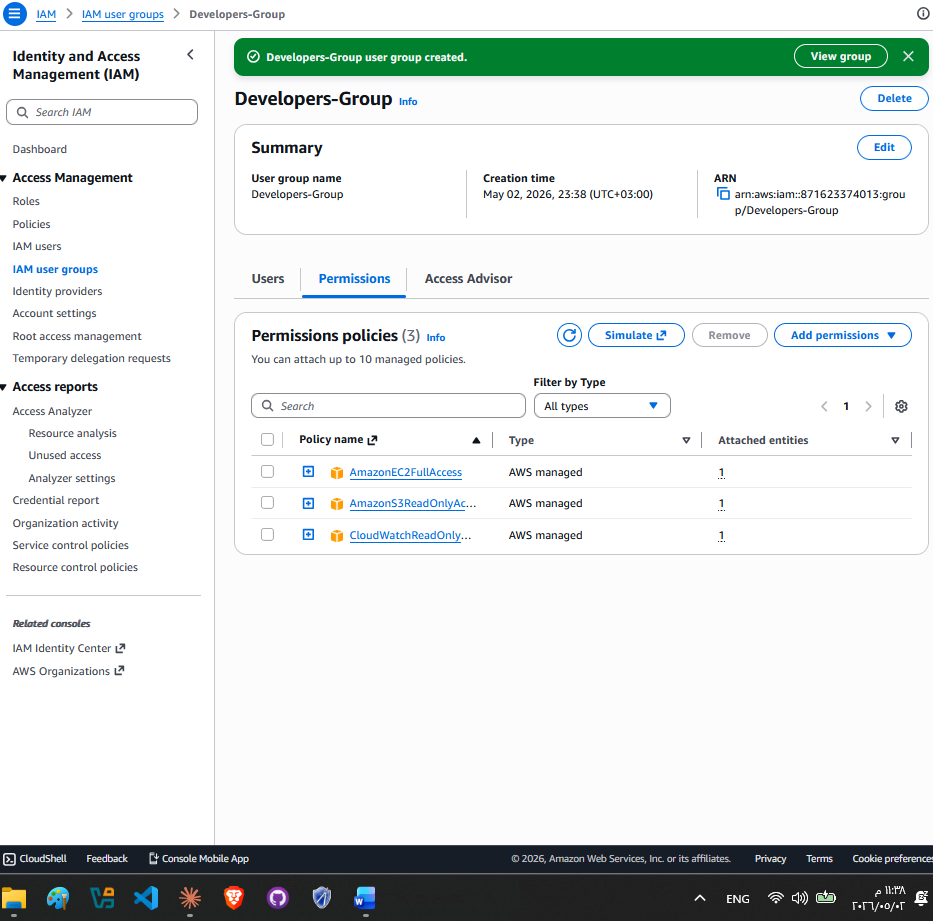 IAM > IAM user groups > Developers-Group
Identity and Access Management (IAM)
Search IAM
Dashboard
Access Management
Roles
Policies
IAM users
IAM user groups
Identity providers
Account settings
Root access management
Temporary delegation requests
Access reports
Access Analyzer
Resource analysis
Unused access
Analyzer settings
Credential report
Organization activity
Service control policies
Resource control policies
Related consoles
IAM Identity Center
AWS Organizations
Developers-Group user group created.
View group
Developers-Group Info
Delete
Summary
Edit
User group name
Developers-Group
Creation time
May 02, 2026, 23:38 (UTC+03:00)
ARN
arn:aws:iam::871623374013:grou
p/Developers-Group
Users
Permissions
Access Advisor
Permissions policies (3) Info
Simulate
Remove
Add permissions
You can attach up to 10 managed policies.
Filter by Type
Search
All types
1
Policy name Type Attached entities
AmazonEC2FullAccess AWS managed 1
AmazonS3ReadOnlyAc... AWS managed 1
CloudWatchReadOnly... AWS managed 1
CloudShell Feedback Console Mobile App
© 2026, Amazon Web Services, Inc. or its affiliates. Privacy Terms Cookie preferences
ENG
١١:٣٨ م
٢٠٢٦/٠٥/٠٢